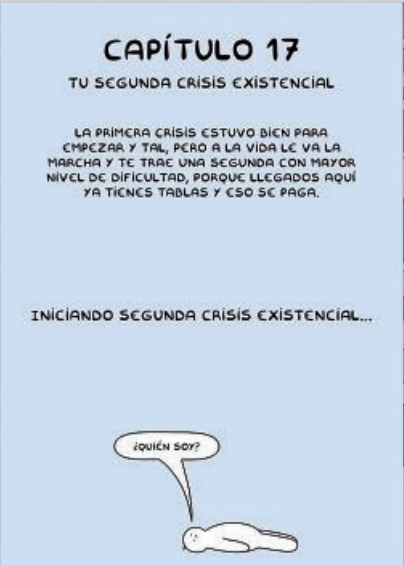 CAPÍTULO 17
TU SEGUNDA CRISIS EXISTENCIAL
LA PRIMERA CRISIS ESTUVO BIEN PARA
EMPEZAR Y TAL, PERO A LA VIDA LE VA LA
MARCHA Y TE TRAE UNA SEGUNDA CON MAYOR
NIVEL DE DIFICULTAD, PORQUE LLEGADOS AQUÍ
YA TIENES TABLAS Y ESO SE PAGA.
INICIANDO SEGUNDA CRISIS EXISTENCIAL...
¿QUIÉN SOY?